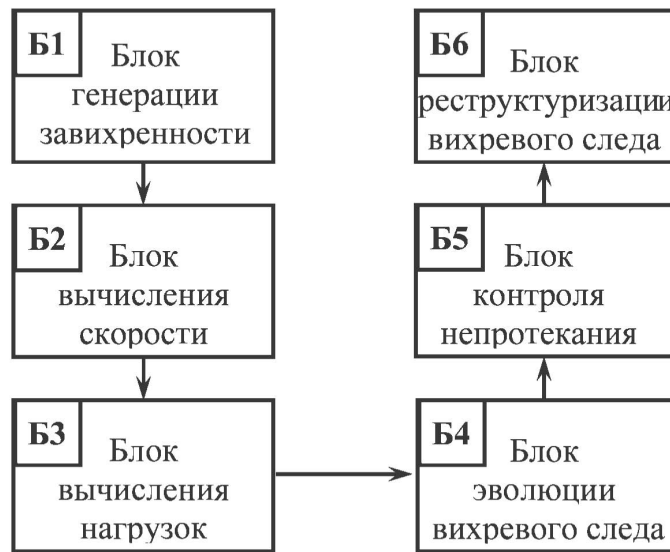 Б1
Блок
генерации
завихренности
Б2
Блок
вычисления
скорости
Б3
Блок
вычисления
нагрузок
Б4
Блок
эволюции
вихревого следа
Б5
Блок
контроля
непротекания
Б6
Блок
реструктуризации
вихревого следа